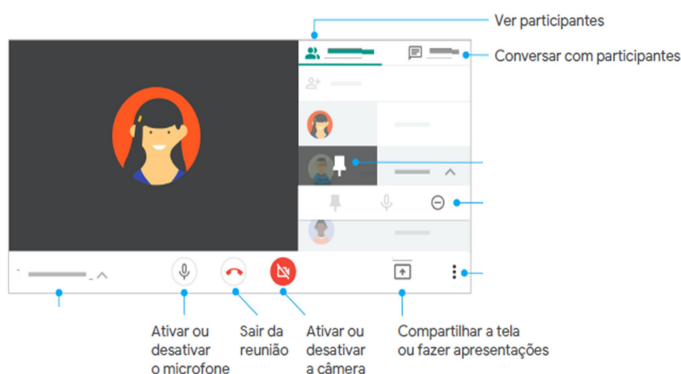 Ver participantes
Conversar com participantes
Ativar ou
desativar
o microfone
Sair da
reunião
Ativar ou
desativar
a câmera
Compartilhar a tela
ou fazer apresentações